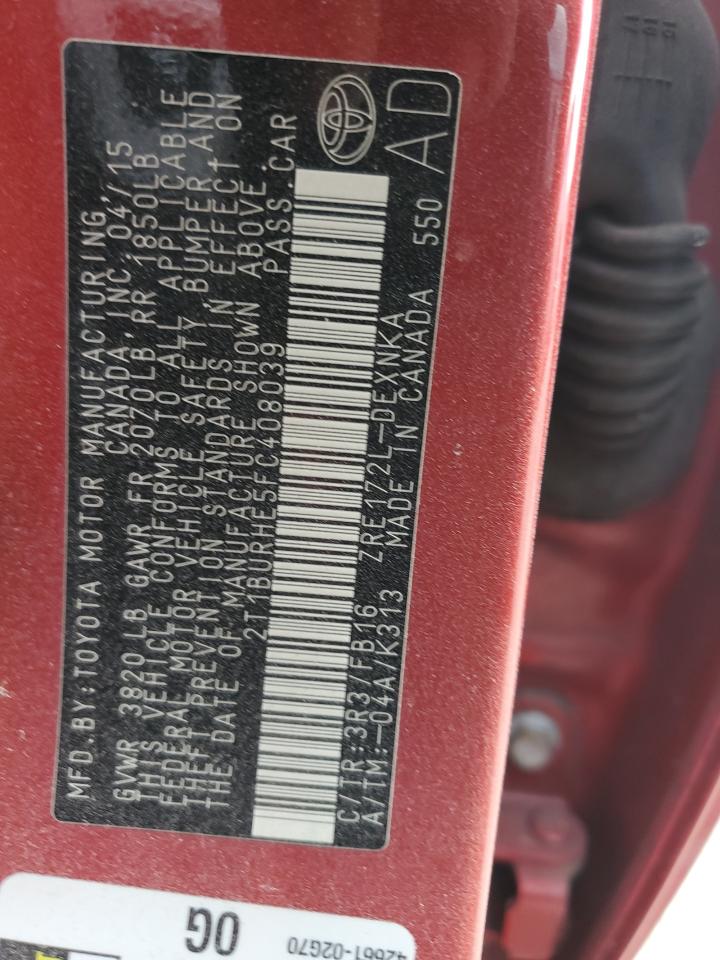 MFD.BY:TOYOTA MOTOR MANUFACTURING,
CANADA, INC. 04/15
GVWR 3820 LB GAWR FR 2070LB RR 1850LB
THIS VEHICLE CONFORMS TO ALL APPLICABLE
FEDERAL MOTOR VEHICLE SAFETY, BUMPER AND
THEFT PREVENTION STANDARDS IN EFFECT ON
THE DATE OF MANUFACTURE SHOWN ABOVE.
2T1BURHE5FC408039 PASS.CAR
C/TR:3R3/FB16 ZRE172L-DEXNKA
A/TM:-04A/K313 MADE IN CANADA 550
AD
0G
42661-02G70